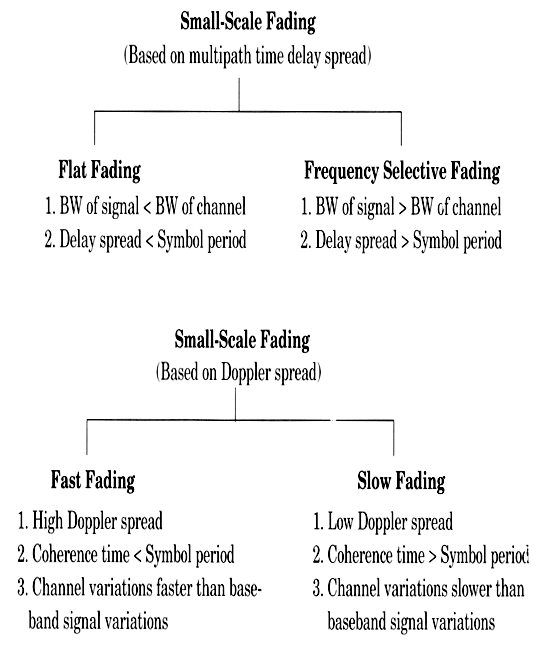 Small-Scale Fading
(Based on multipath time delay spread)
Flat Fading
1. BW of signal < BW of channel
2. Delay spread < Symbol period
Frequency Selective Fading
1. BW of signal > BW of channel
2. Delay spread > Symbol period
Small-Scale Fading
(Based on Doppler spread)
Fast Fading
1. High Doppler spread
2. Coherence time < Symbol period
3. Channel variations faster than base-
band signal variations
Slow Fading
1. Low Doppler spread
2. Coherence time > Symbol period
3. Channel variations slower than
baseband signal variations